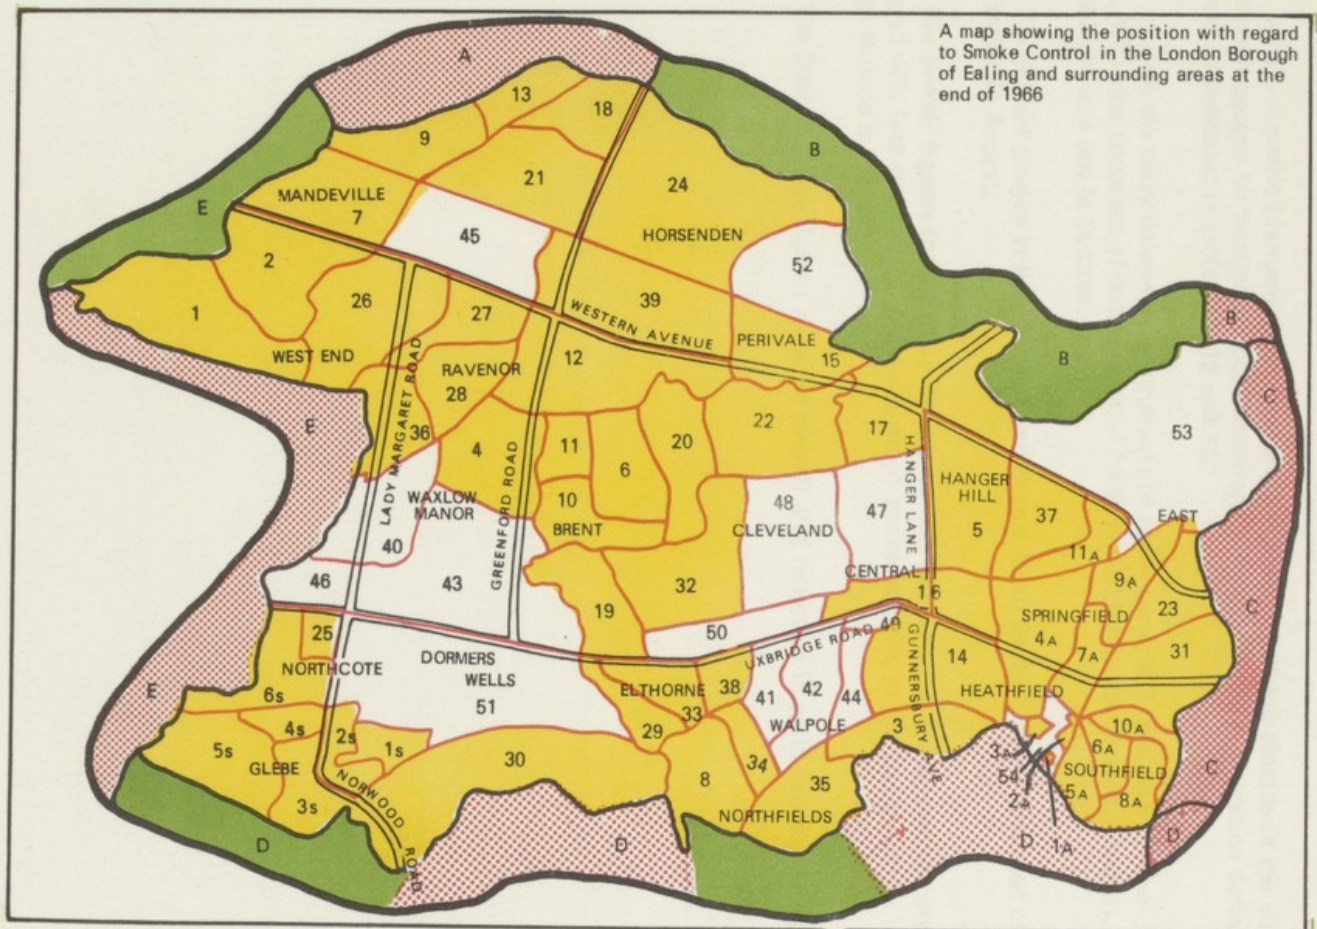 A map showing the position with regard
to Smoke Control in the London Borough
of Ealing and surrounding areas at the
end of 1966
A
13
18
9
B
21
24
MANDEVILLE
7
E
45
HORSENDEN
52
2
26
39
1
27
WESTERN AVENUE
PERIVALE
15
B
B
WEST END
12
RAVENOR
28
C
LADY MARGARET ROAD
36
22
17
20
53
E
4
11
6
GREENFORD ROAD
HANGER LANE
HANGER
HILL
WAXLOW
MANOR
10
48
47
BRENT
CLEVELAND
5
37
EAST
40
11A
46
43
CENTRAL
9A
32
16
C
19
SPRINGFIELD
23
25
50
UXBRIDGE ROAD
49
4A
7A
31
NORTHCOTE
DORMERS
WELLS
GUNNERSBURY AVE
14
E
6s
51
ELTHORNE
38
41
42
44
HEATHFIELD
33
WALPOLE
3
10A
4s
2s
1s
29
5s
GLEBE
30
8
34
35
3A
54
2A
6A
SOUTHFIELD
5A
8A
C
3s
NORWOOD
ROAD
NORTHFIELDS
D
D
D
1A
D